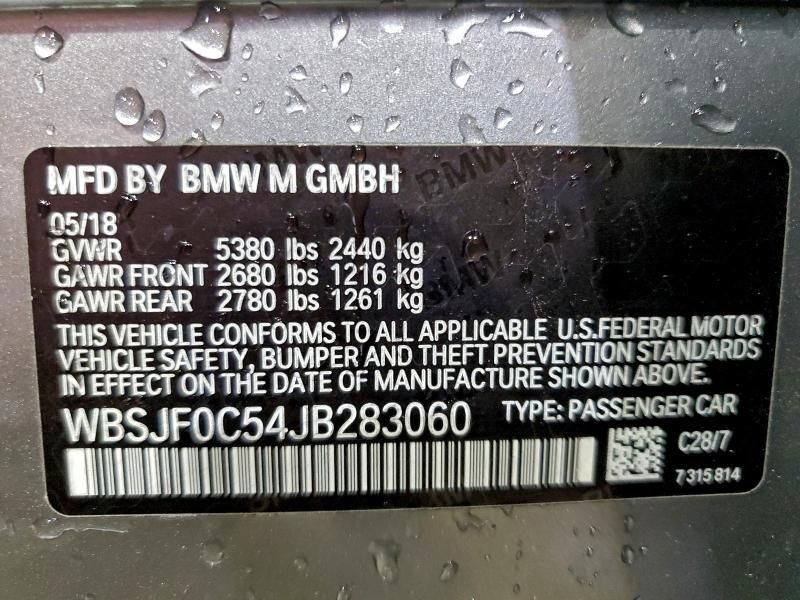 MFD BY BMW M GMBH
05/18
GVWR 5380 lbs 2440 kg
GAWR FRONT 2680 lbs 1216 kg
GAWR REAR 2780 lbs 1261 kg
THIS VEHICLE CONFORMS TO ALL APPLICABLE U.S.FEDERAL MOTOR
VEHICLE SAFETY, BUMPER AND THEFT PREVENTION STANDARDS
IN EFFECT ON THE DATE OF MANUFACTURE SHOWN ABOVE.
WBSJF0C54JB283060 TYPE: PASSENGER CAR
C28/7
7315814